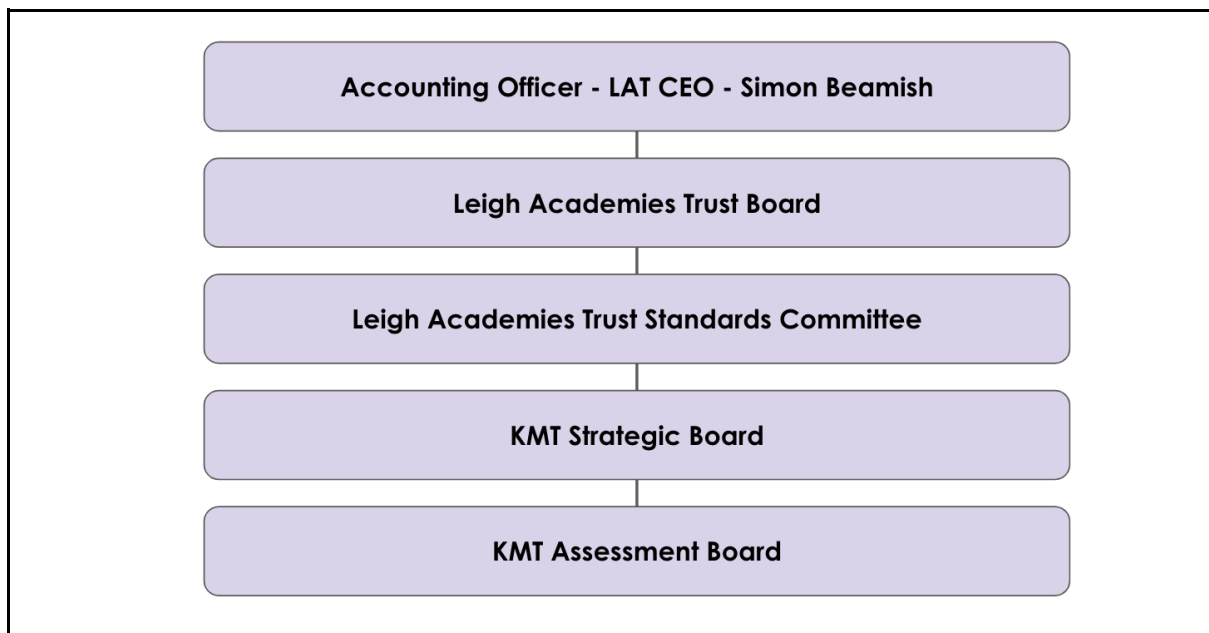 Accounting Officer - LAT CEO - Simon Beamish
Leigh Academies Trust Board
Leigh Academies Trust Standards Committee
KMT Strategic Board
KMT Assessment Board